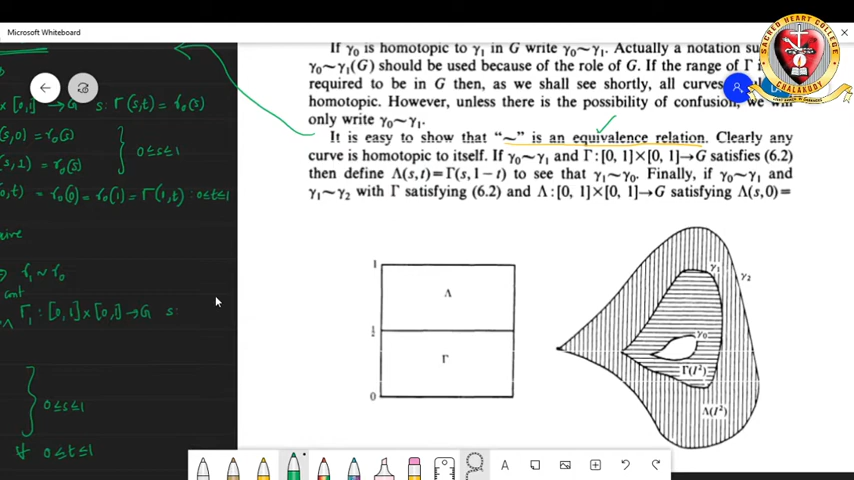 Microsoft Whiteboard
SACRED HEART COLLEGE
CHALAKUDY
If γ₀ is homotopic to γ₁ in G write γ₀~γ₁. Actually a notation su
γ₀~γ₁(G) should be used because of the role of G. If the range of Γ i
required to be in G then, as we shall see shortly, all curves
homotopic. However, unless there is the possibility of confusion, we will
only write γ₀~γ₁.
It is easy to show that "~" is an equivalence relation. Clearly any
curve is homotopic to itself. If γ₀~γ₁ and Γ:[0, 1]×[0, 1]→G satisfies (6.2)
then define Λ(s,t)=Γ(s,1−t) to see that γ₁~γ₀. Finally, if γ₀~γ₁ and
γ₁~γ₂ with Γ satisfying (6.2) and Λ:[0, 1]×[0, 1]→G satisfying Λ(s,0)=
x [0,1] → G s: Γ(s,t) = γ₀(s)
(s,0) = γ₀(s)
(s,1) = γ₀(s)
0≤s≤1
,t) = γ₀(0) = γ₀(1) = Γ(1,t) : 0≤t≤1
⇒ γ₁ ~ γ₀
cont
Γ₁ : [0,1] x [0,1] → G s:
0≤s≤1
if 0≤t≤1
1
Λ
½
Γ
0
γ₁
γ₂
γ₀
Γ(I²)
Λ(I²)
A